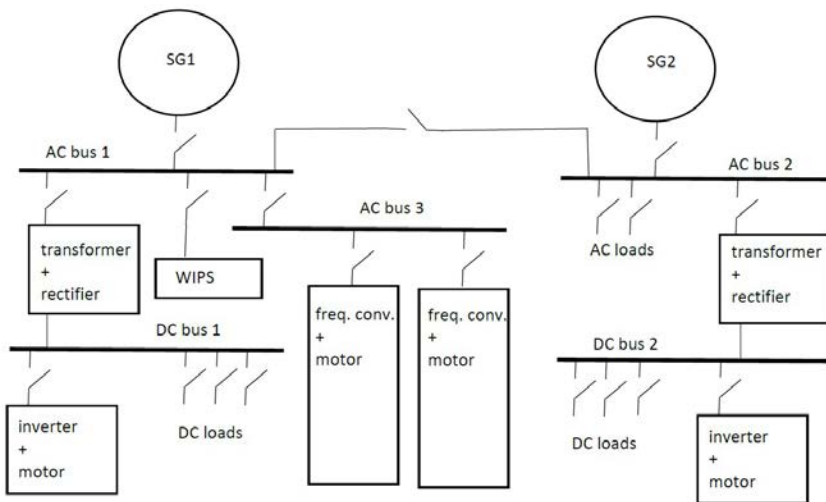 SG1
SG2
AC bus 1
AC bus 2
AC bus 3
transformer
+
rectifier
WIPS
AC loads
transformer
+
rectifier
freq. conv.
+
motor
freq. conv.
+
motor
DC bus 1
DC bus 2
inverter
+
motor
DC loads
DC loads
inverter
+
motor